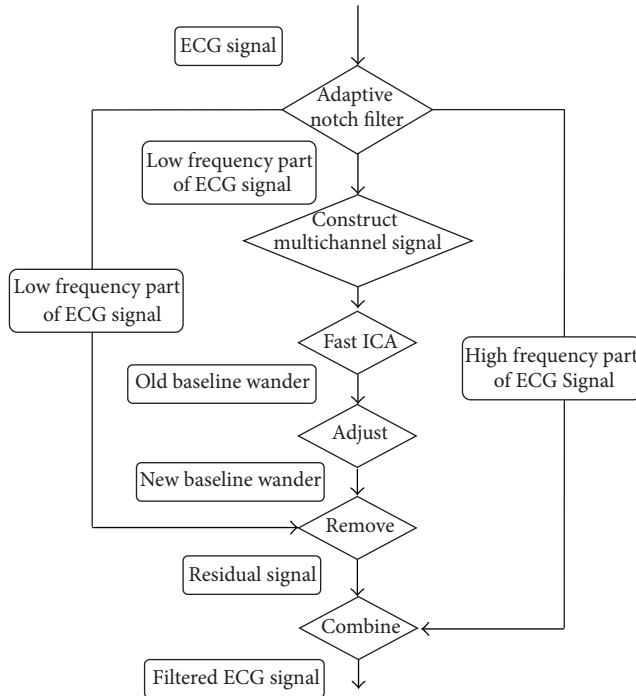 ECG signal
Adaptive
notch filter
Low frequency part
of ECG signal
Construct
multichannel signal
Low frequency part
of ECG signal
Fast ICA
High frequency part
of ECG Signal
Old baseline wander
Adjust
New baseline wander
Remove
Residual signal
Combine
Filtered ECG signal